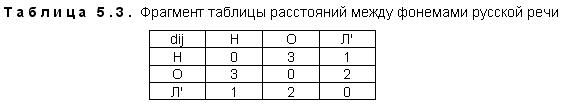 Таблица 5.3. Фрагмент таблицы расстояний между фонемами русской речи
dij Н О Л'
Н 0 3 1
О 3 0 2
Л' 1 2 0